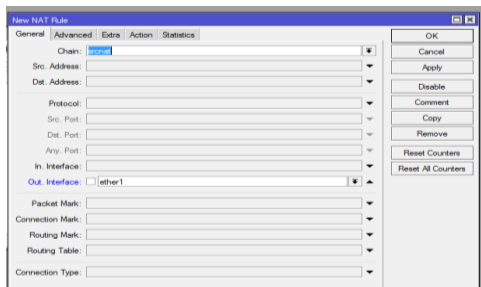 New NAT Rule
General Advanced Extra Action Statistics
Chain: srcnat
Src. Address:
Dst. Address:
Protocol:
Src. Port:
Dst. Port:
Any. Port:
In. Interface:
Out. Interface: ether1
Packet Mark:
Connection Mark:
Routing Mark:
Routing Table:
Connection Type:
OK
Cancel
Apply
Disable
Comment
Copy
Remove
Reset Counters
Reset All Counters